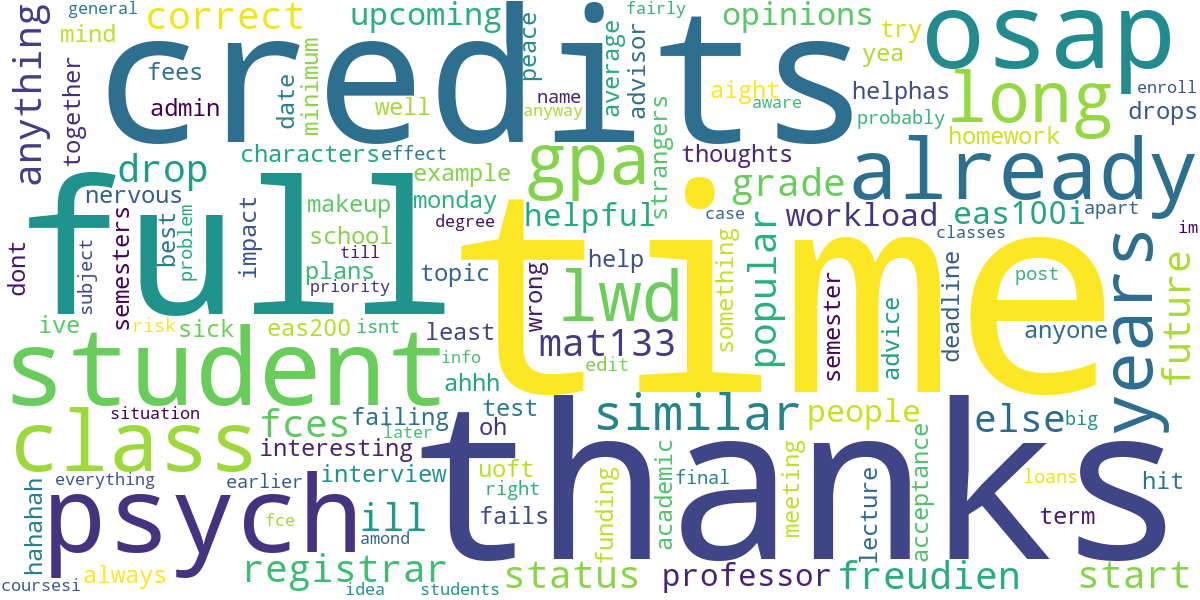 general
correct
upcoming
fairly
opinions
osap
anything
mind
credits
peace
average
advisor
try
yea
together
fees
date
minimum
well
name
anyway
aight
aware
helphas
long
enroll
drops
admin
probably
homework
drop
characters
effect
gpa
strangers
thoughts
already
nervous
full
example
grade
makeup
monday
degree
helpful
case
popular
workload
eas100i
apart
classes
dont
subject
semesters
best
problem
impact
school
till
plans
priority
topic
time
wrong
help
lwd
something
semester
advice
deadline
post
years
im
future
ive
risk
sick
eas200
isnt
least
mat133
anyone
student
info
ahhh
edit
class
situation
fces
failing
later
test
oh
similar
people
else
big
interesting
thanks
hahahah
everything
psych
earlier
fce
interview
ill
amond
uoft
right
fails
funding
academic
final
meeting
lecture
acceptance
loans
term
hit
coursesi
always
registrar
idea
students
status
professor
freudien
start